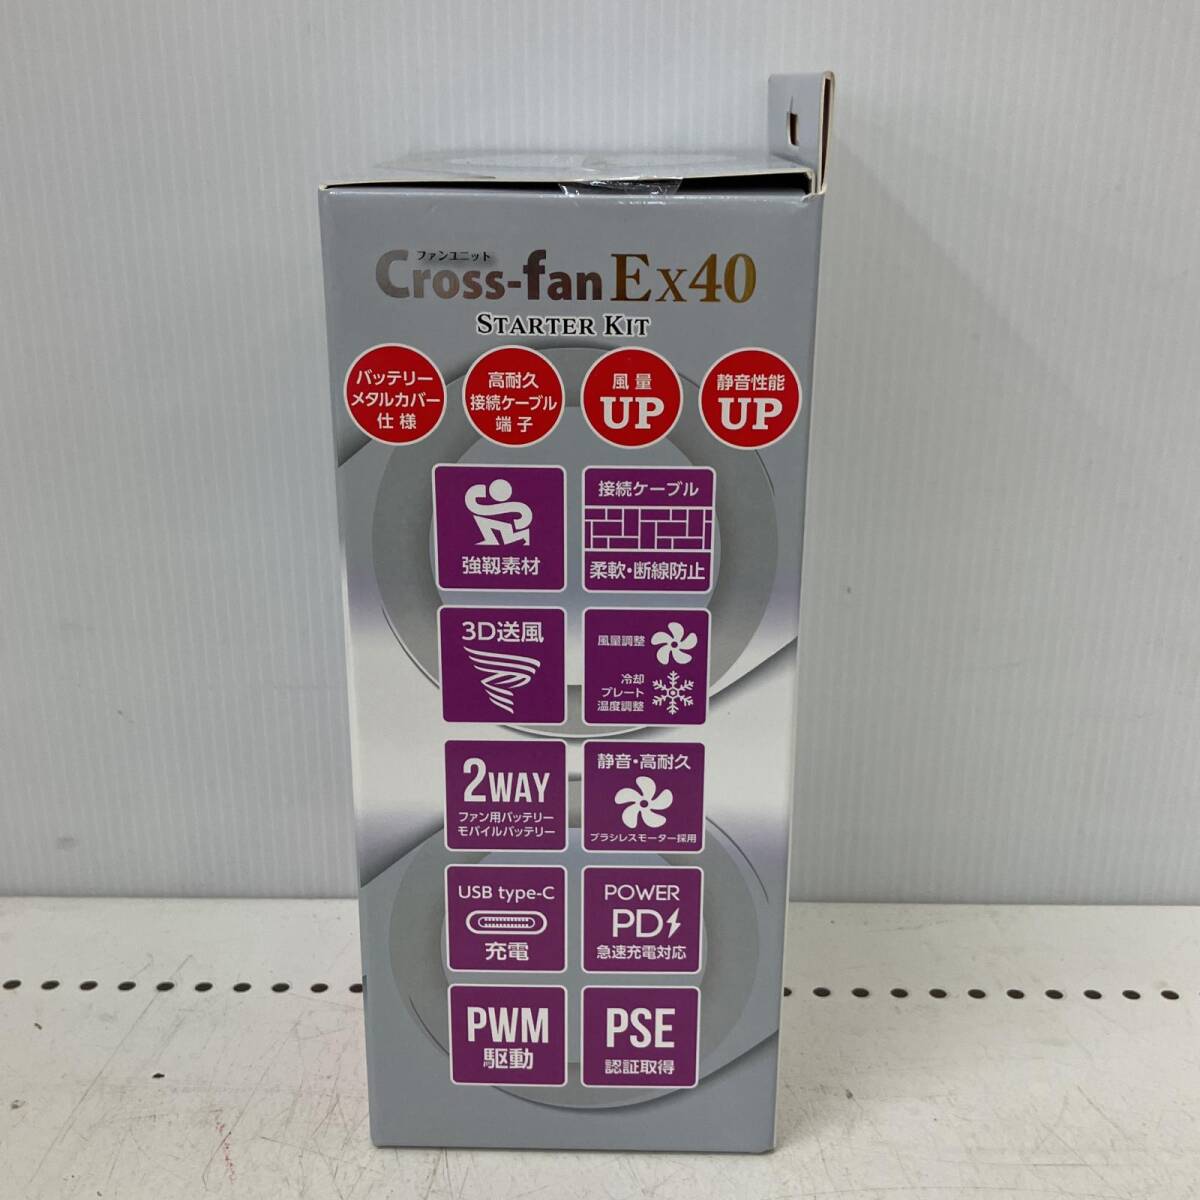 ファンユニット
Cross-fan Ex40
STARTER KIT
バッテリー
メタルカバー
仕様
高耐久
接続ケーブル
端子
風量
UP
静音性能
UP
強靱素材
接続ケーブル
柔軟・断線防止
3D送風
風量調整
冷却
プレート
温度調整
2WAY
ファン用バッテリー
モバイルバッテリー
静音・高耐久
ブラシレスモーター採用
USB type-C
充電
POWER
PD
急速充電対応
PWM
駆動
PSE
認証取得